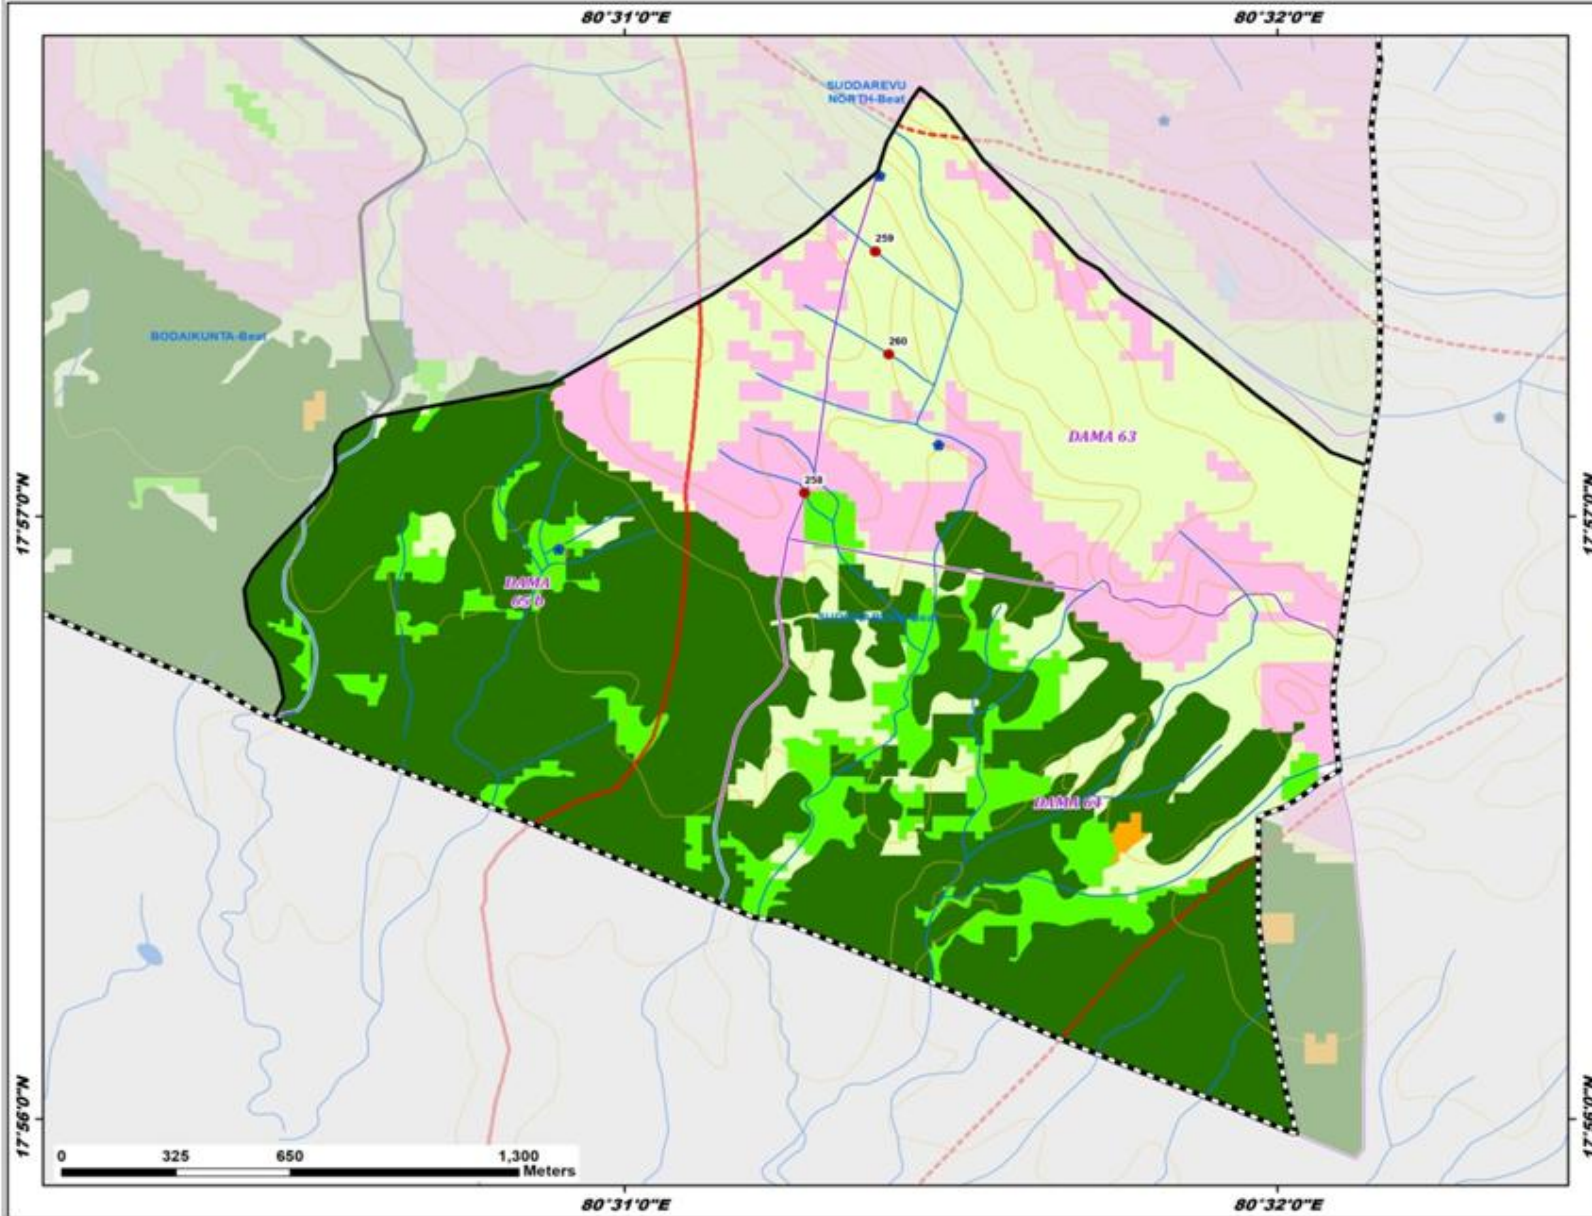 80°31'0"E
80°32'0"E
SUODAREVU
NORTH-Beat
259
BODAIKUNTA-Beat
260
DAMA 63
258
17°57'0"N
17°57'0"N
DAMA
65 b
DAMA 64
17°56'0"N
17°56'0"N
0 325 650 1,300
Meters
80°31'0"E
80°32'0"E